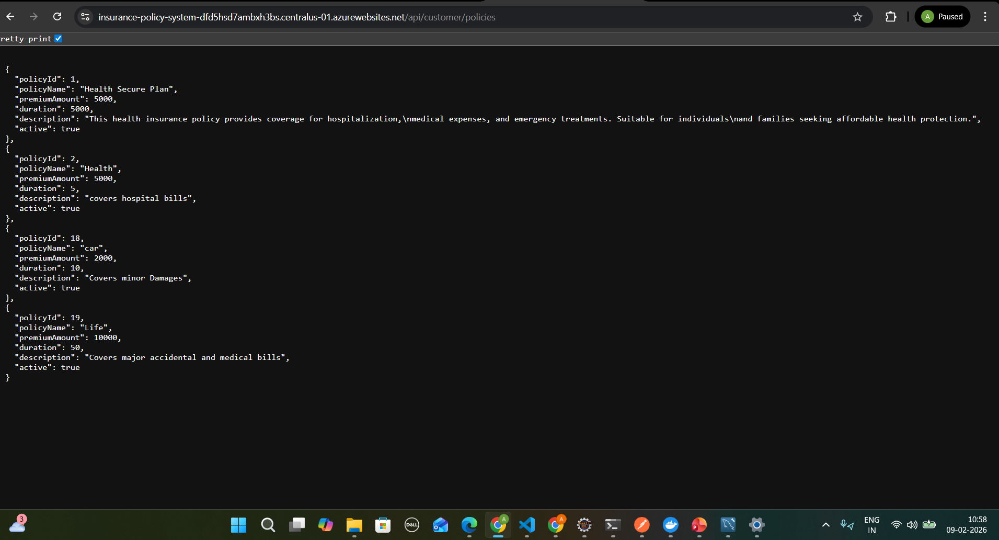 insurance-policy-system-dfd5hsd7ambxh3bs.centralus-01.azurewebsites.net/api/customer/policies
A Paused
retty-print
{
"policyId": 1,
"policyName": "Health Secure Plan",
"premiumAmount": 5000,
"duration": 5000,
"description": "This health insurance policy provides coverage for hospitalization,\nmedical expenses, and emergency treatments. Suitable for individuals\nand families seeking affordable health protection.",
"active": true
},
{
"policyId": 2,
"policyName": "Health",
"premiumAmount": 5000,
"duration": 5,
"description": "covers hospital bills",
"active": true
},
{
"policyId": 18,
"policyName": "car",
"premiumAmount": 2000,
"duration": 10,
"description": "Covers minor Damages",
"active": true
},
{
"policyId": 19,
"policyName": "Life",
"premiumAmount": 10000,
"duration": 50,
"description": "Covers major accidental and medical bills",
"active": true
}
3
DELL
A
A
ENG
IN
10:58
09-02-2026